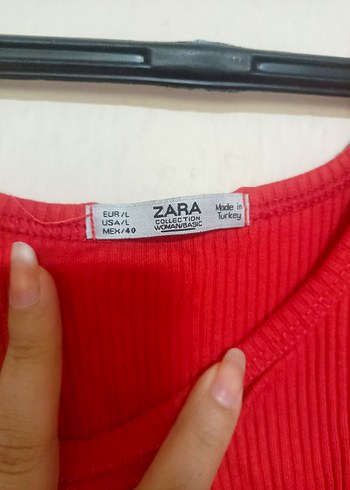 EUR/L
USA/L
MEX/40
ZARA
COLLECTION
WOMAN/BASIC
Made in
Turkey